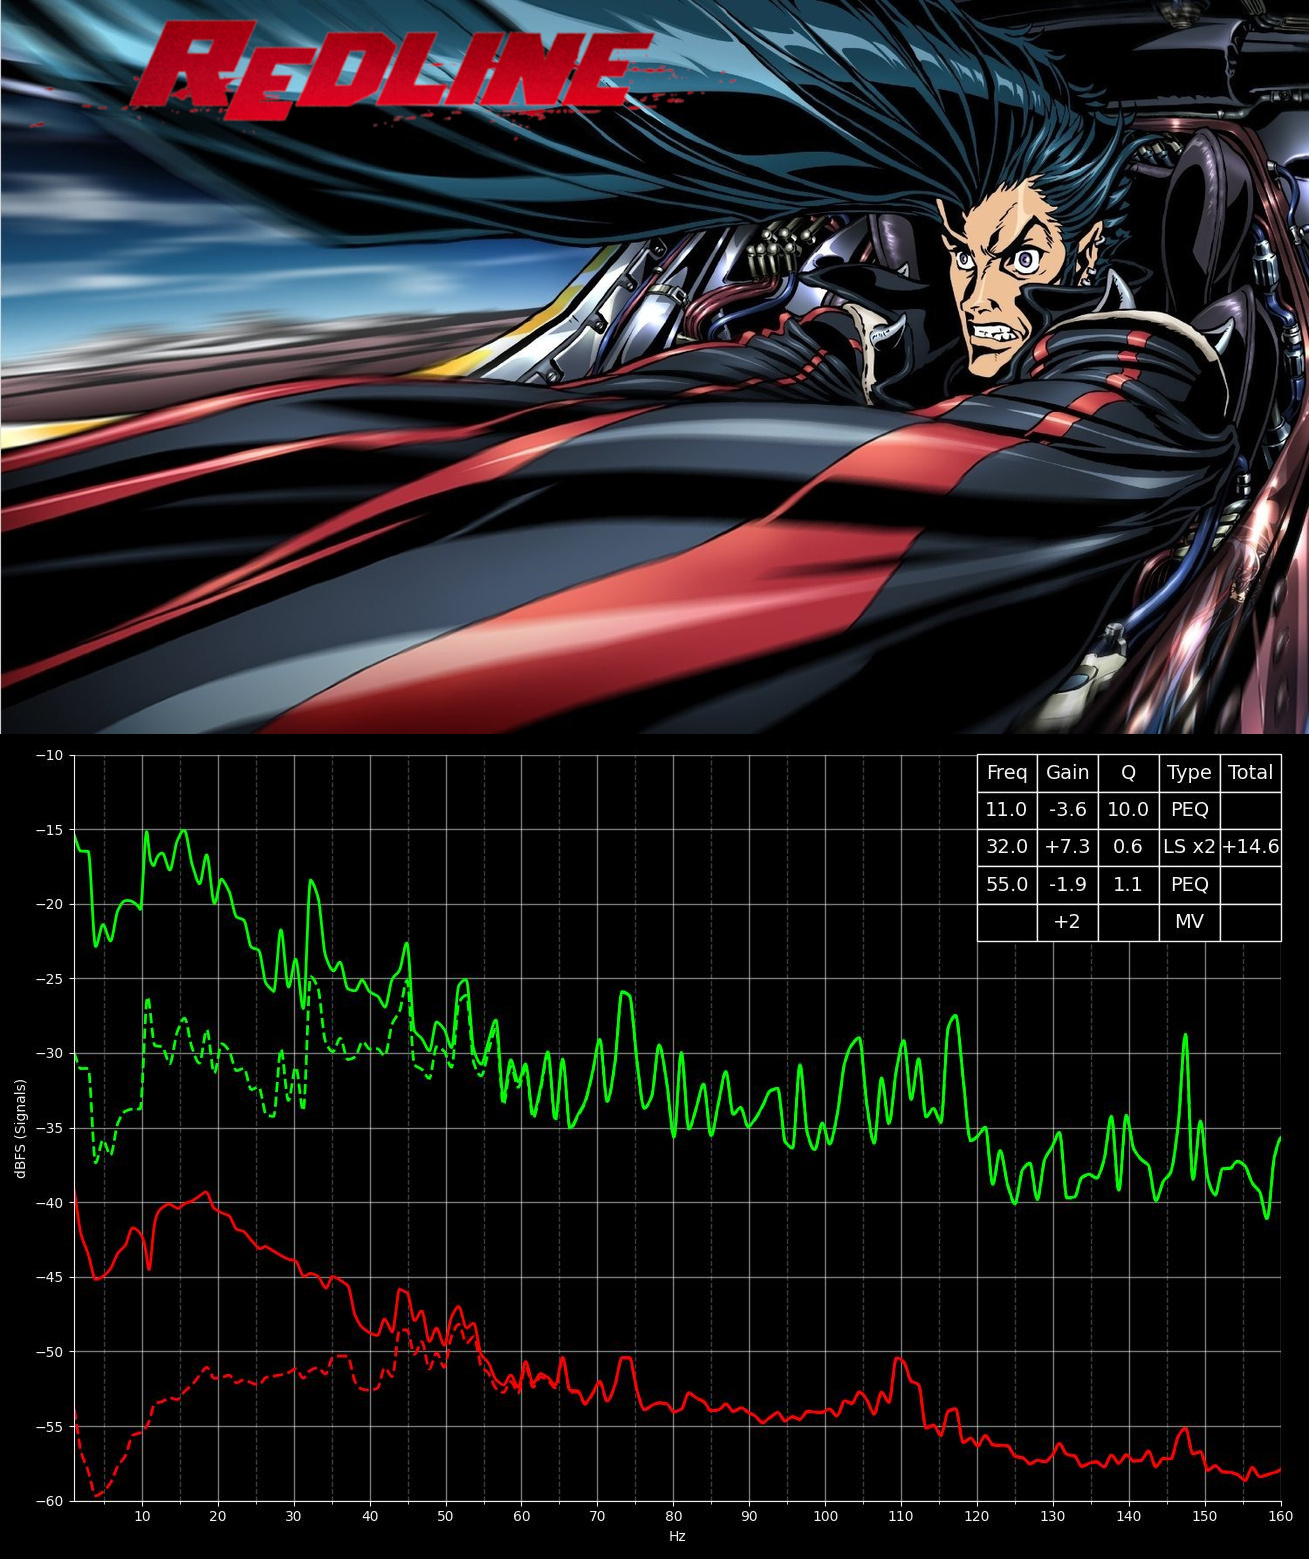 REDLINE
Freq Gain Q Type Total
11.0 -3.6 10.0 PEQ
32.0 +7.3 0.6 LS x2 +14.6
55.0 -1.9 1.1 PEQ
+2 MV
−10
−15
−20
−25
−30
−35
−40
−45
−50
−55
−60
dBFS (Signals)
10 20 30 40 50 60 70 80 90 100 110 120 130 140 150 160
Hz